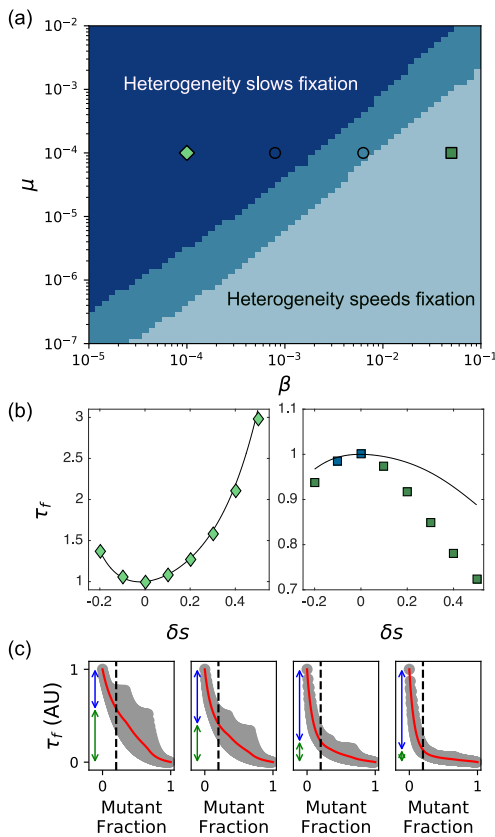 (a)
10^-2
Heterogeneity slows fixation
10^-3
10^-4
μ
10^-5
10^-6
Heterogeneity speeds fixation
10^-7
10^-5 10^-4 10^-3 10^-2 10^-1
β
(b)
3
2.5
2
1.5
1
τf
-0.2 0 0.2 0.4
δs
1.1
1
0.9
0.8
0.7
-0.2 0 0.2 0.4
δs
(c)
1
0
τf (AU)
0 1 0 1 0 1 0 1
Mutant Mutant Mutant Mutant
Fraction Fraction Fraction Fraction